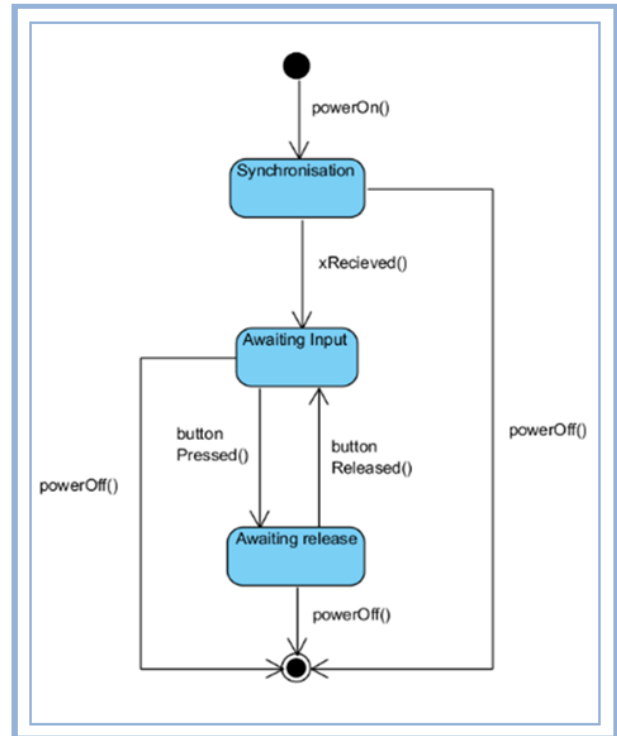 powerOn()
Synchronisation
xRecieved()
Awaiting Input
button
Pressed()
button
Released()
powerOff()
powerOff()
Awaiting release
powerOff()